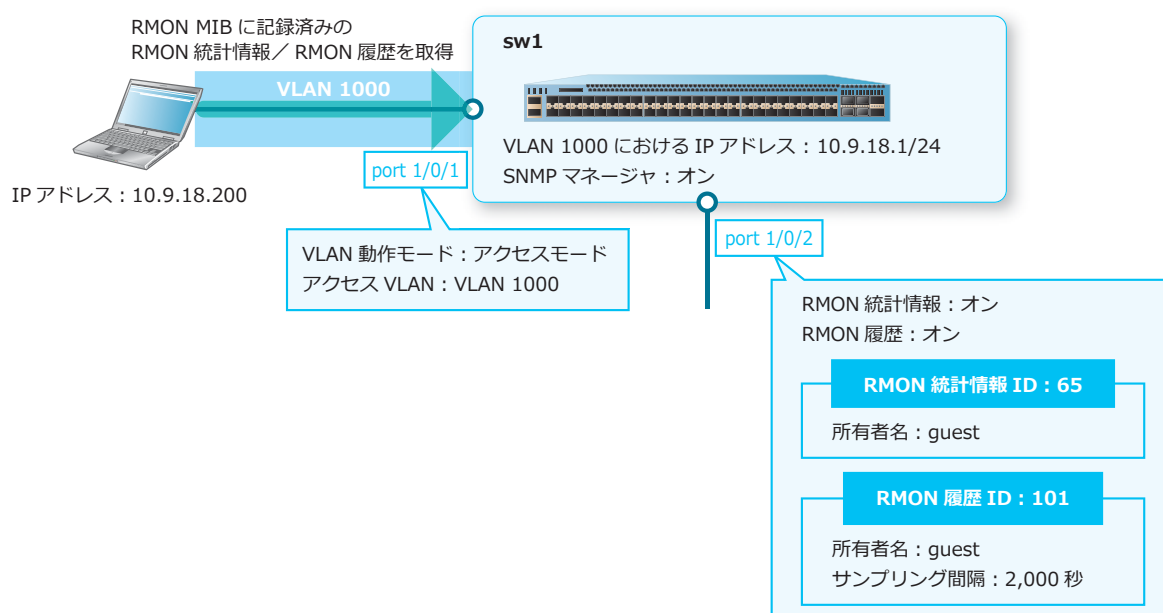 RMON MIB に記録済みの
RMON 統計情報／ RMON 履歴を取得
VLAN 1000
IP アドレス：10.9.18.200
sw1
VLAN 1000 における IP アドレス：10.9.18.1/24
SNMP マネージャ：オン
port 1/0/1
VLAN 動作モード：アクセスモード
アクセス VLAN：VLAN 1000
port 1/0/2
RMON 統計情報：オン
RMON 履歴：オン
RMON 統計情報 ID：65
所有者名：guest
RMON 履歴 ID：101
所有者名：guest
サンプリング間隔：2,000 秒